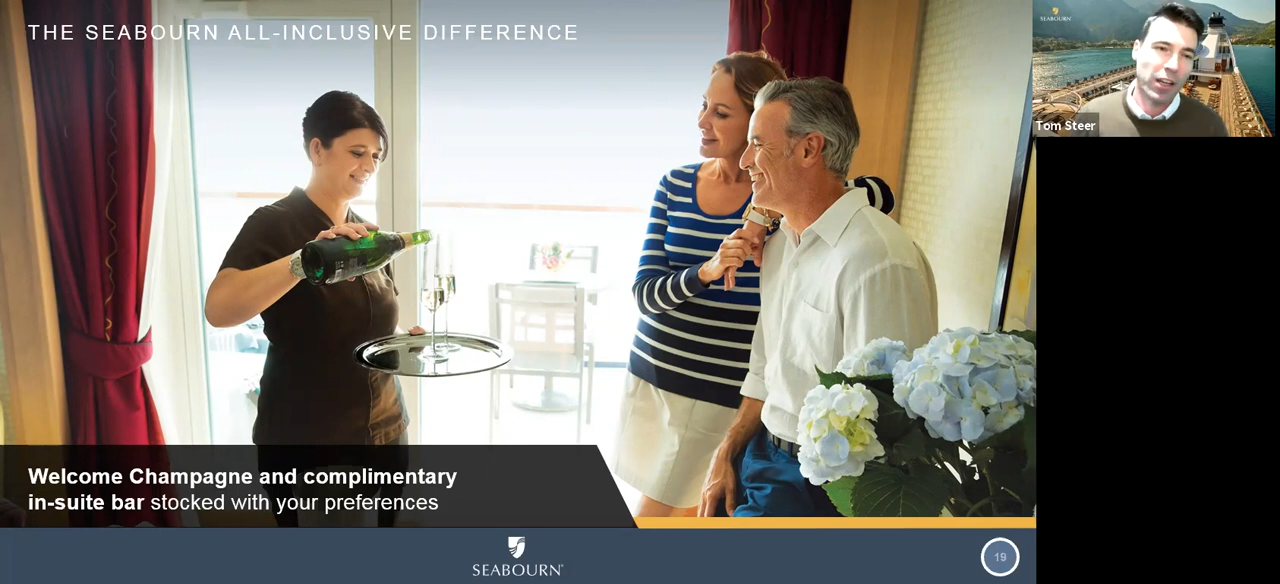 THE SEABOURN ALL-INCLUSIVE DIFFERENCE
SEABOURN
Tom Steer
Welcome Champagne and complimentary
in-suite bar stocked with your preferences
SEABOURN
19